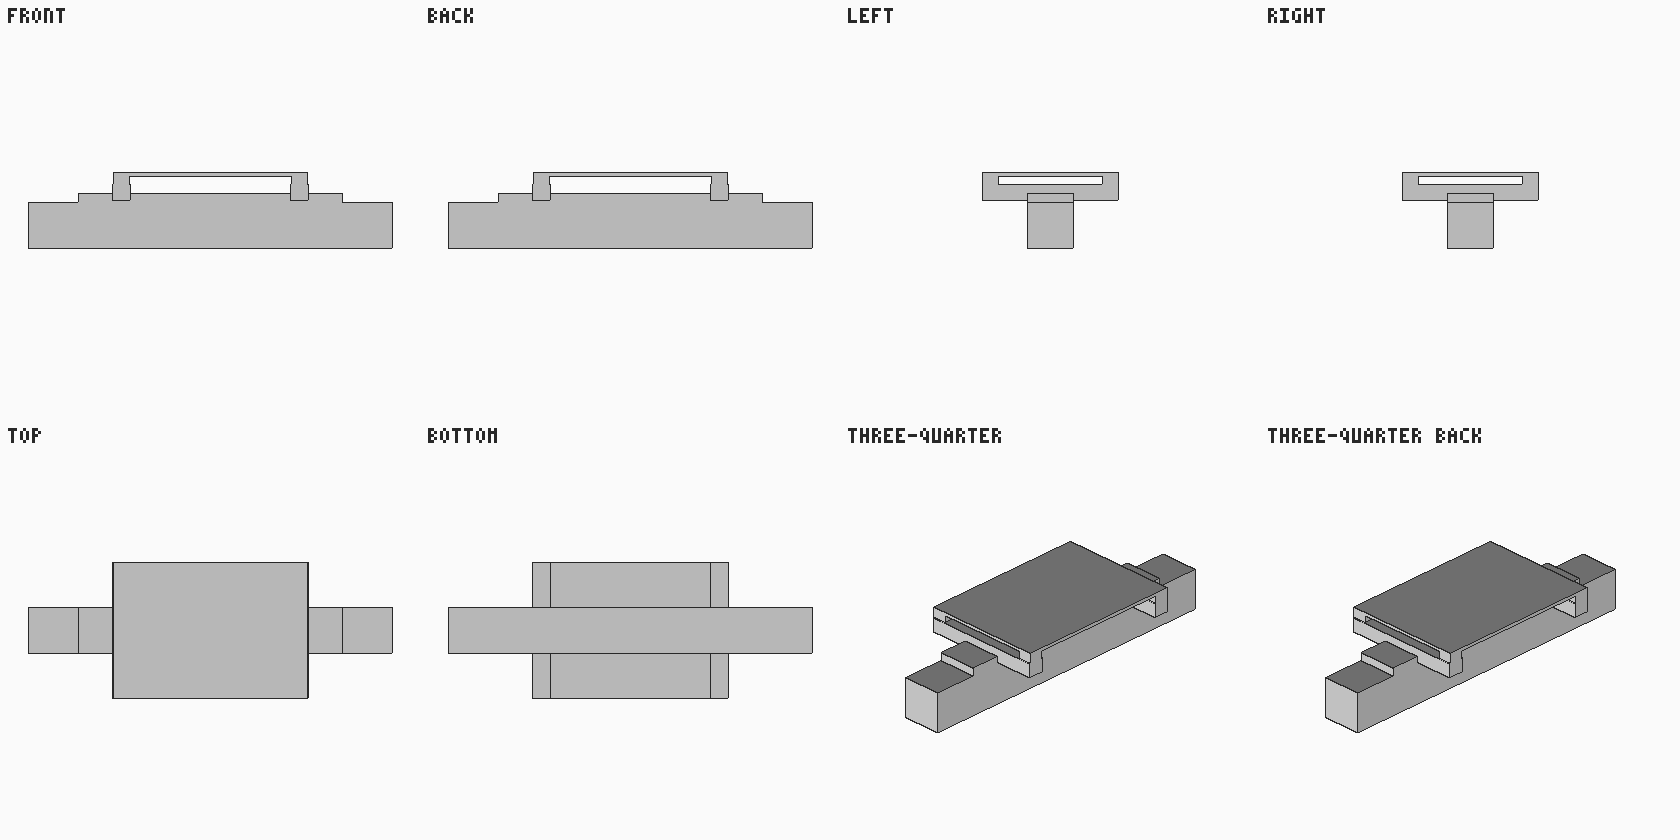 FRONT
BACK
LEFT
RIGHT
TOP
BOTTOM
THREE-QUARTER
THREE-QUARTER BACK